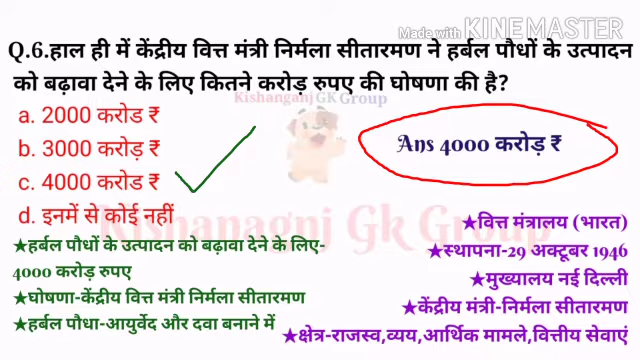 Made with KINEMASTER
Q.6.हाल ही में केंद्रीय वित्त मंत्री निर्मला सीतारमण ने हर्बल पौधों के उत्पादन
को बढ़ावा देने के लिए कितने करोड़ रुपए की घोषणा की है?
Kishanganj GK Group
a. 2000 करोड ₹
b. 3000 करोड़ ₹
c. 4000 करोड ₹
d. इनमें से कोई नहीं
Ans 4000 करोड़ ₹
Kishanagnj Gk Group
★हर्बल पौधों के उत्पादन को बढ़ावा देने के लिए-
4000 करोड़ रुपए
★घोषणा-केंद्रीय वित्त मंत्री निर्मला सीतारमण
★हर्बल पौधा-आयुर्वेद और दवा बनाने में
★वित्त मंत्रालय (भारत)
★स्थापना-29 अक्टूबर 1946
★मुख्यालय नई दिल्ली
★केंद्रीय मंत्री-निर्मला सीतारमण
★क्षेत्र-राजस्व,व्यय,आर्थिक मामले,वित्तीय सेवाएं